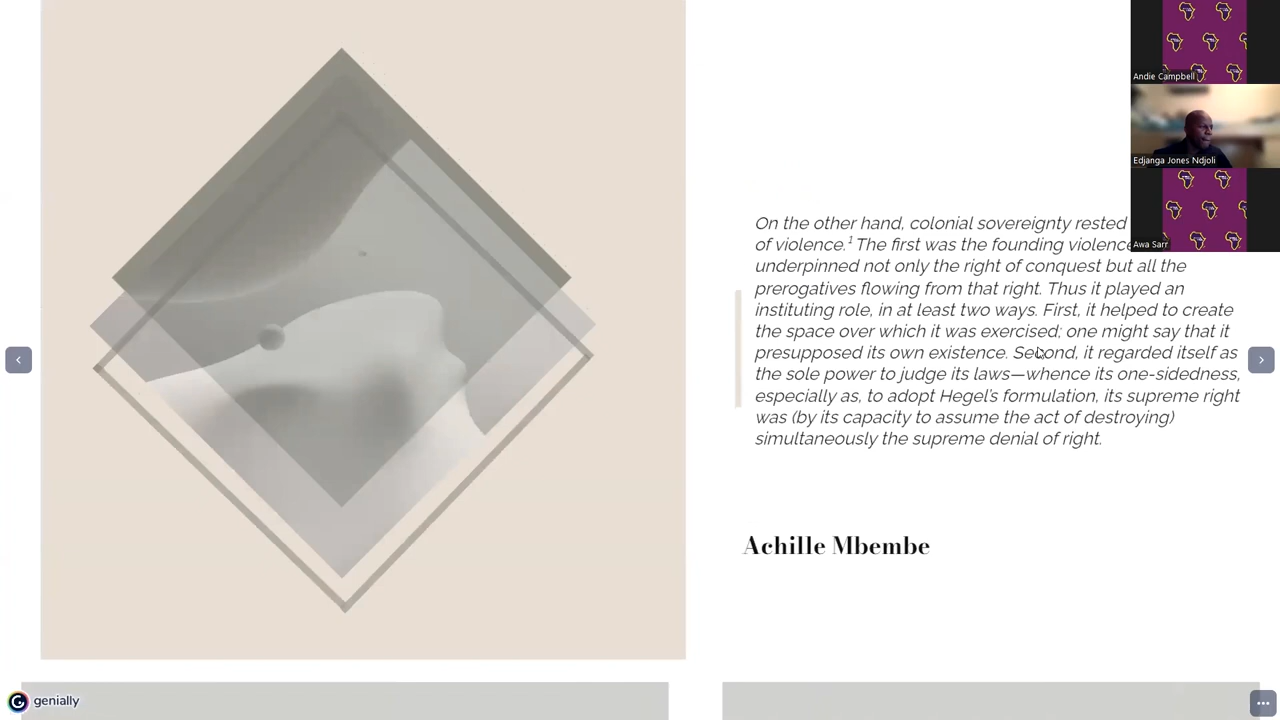 Andie Campbell
Edjanga Jones Ndjoli
Awa Sarr
On the other hand, colonial sovereignty rested
of violence.1 The first was the founding violence
underpinned not only the right of conquest but all the
prerogatives flowing from that right. Thus it played an
instituting role, in at least two ways. First, it helped to create
the space over which it was exercised; one might say that it
presupposed its own existence. Second, it regarded itself as
the sole power to judge its laws—whence its one-sidedness,
especially as, to adopt Hegel’s formulation, its supreme right
was (by its capacity to assume the act of destroying)
simultaneously the supreme denial of right.
Achille Mbembe
genially